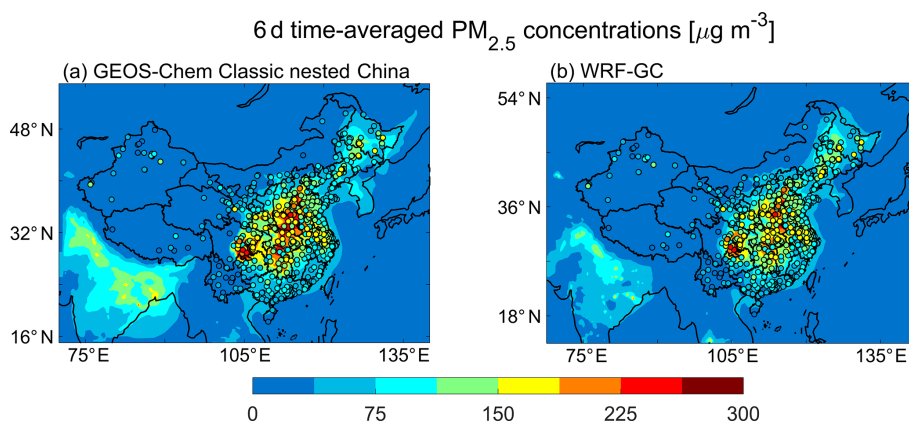 6 d time-averaged PM2.5 concentrations [μg m−3]
(a) GEOS-Chem Classic nested China
(b) WRF-GC
48° N
32° N
16° N
75° E
105° E
135° E
54° N
36° N
18° N
75° E
105° E
135° E
0
75
150
225
300